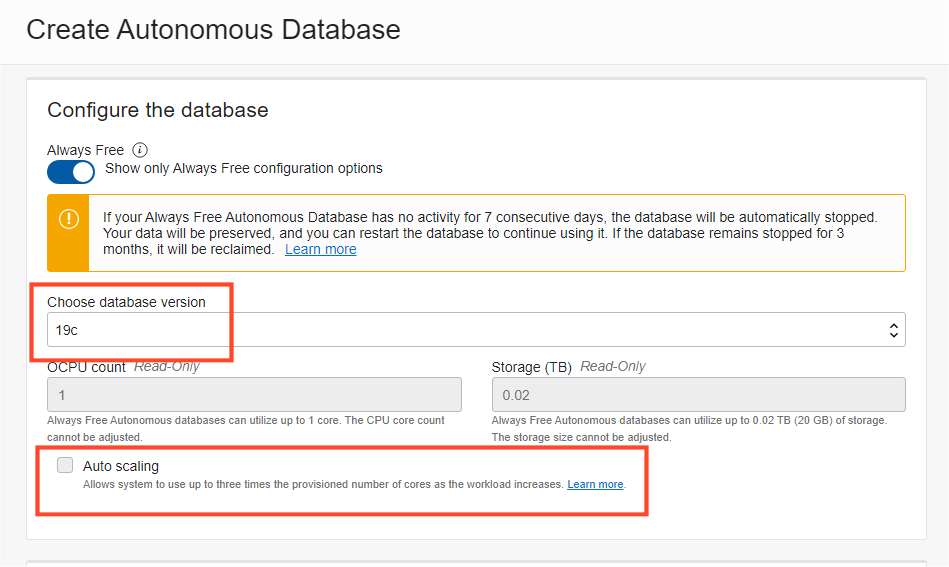 Create Autonomous Database
Configure the database
Always Free
Show only Always Free configuration options
If your Always Free Autonomous Database has no activity for 7 consecutive days, the database will be automatically stopped.
Your data will be preserved, and you can restart the database to continue using it. If the database remains stopped for 3
months, it will be reclaimed. Learn more
Choose database version
19c
OCPU count Read-Only
1
Always Free Autonomous databases can utilize up to 1 core. The CPU core count
cannot be adjusted.
Storage (TB) Read-Only
0.02
Always Free Autonomous databases can utilize up to 0.02 TB (20 GB) of storage.
The storage size cannot be adjusted.
Auto scaling
Allows system to use up to three times the provisioned number of cores as the workload increases. Learn more.